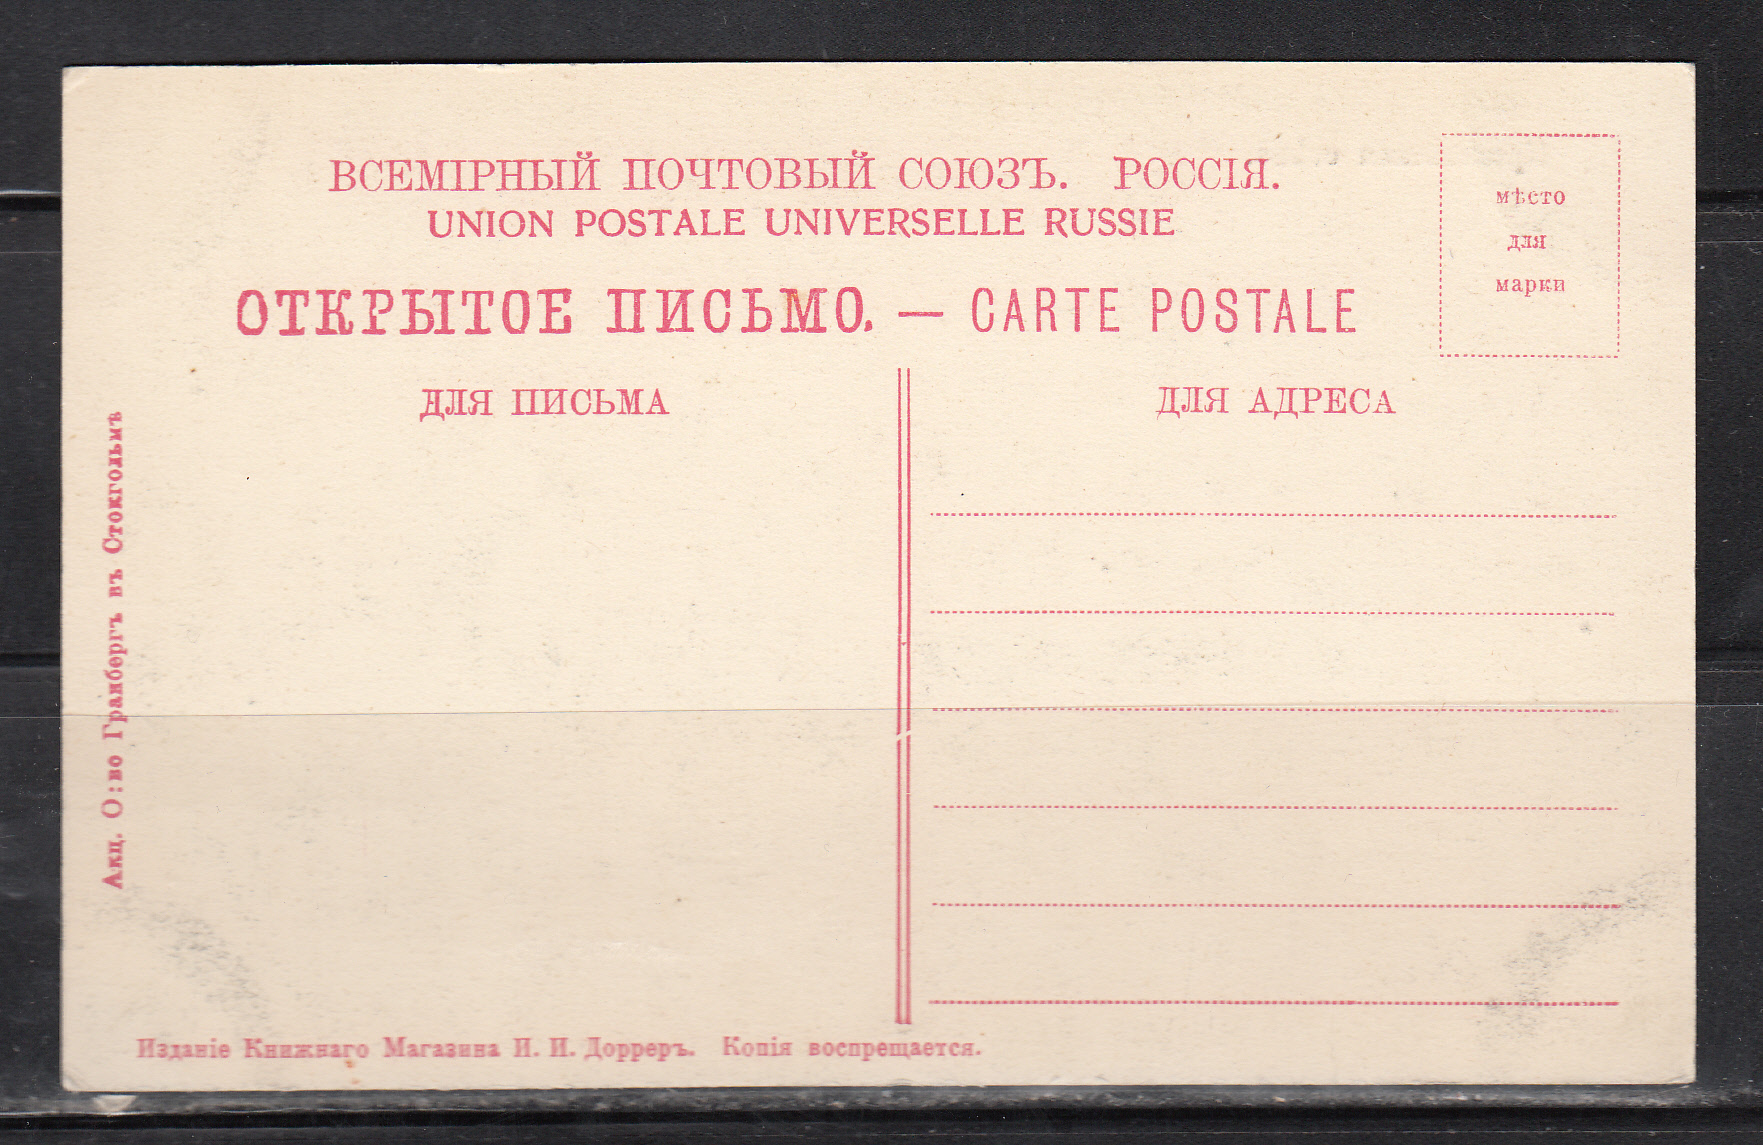 ВСЕМІРНЫЙ ПОЧТОВЫЙ СОЮЗЪ. РОССІЯ.
UNION POSTALE UNIVERSELLE RUSSIE
ОТКРЫТОЕ ПИСЬМО. — CARTE POSTALE
мѣсто
для
марки
ДЛЯ ПИСЬМА
ДЛЯ АДРЕСА
Акц. О:во Гранбергъ въ Стокгольмѣ
Изданіе Книжнаго Магазина И. И. Дорреръ. Копія воспрещается.